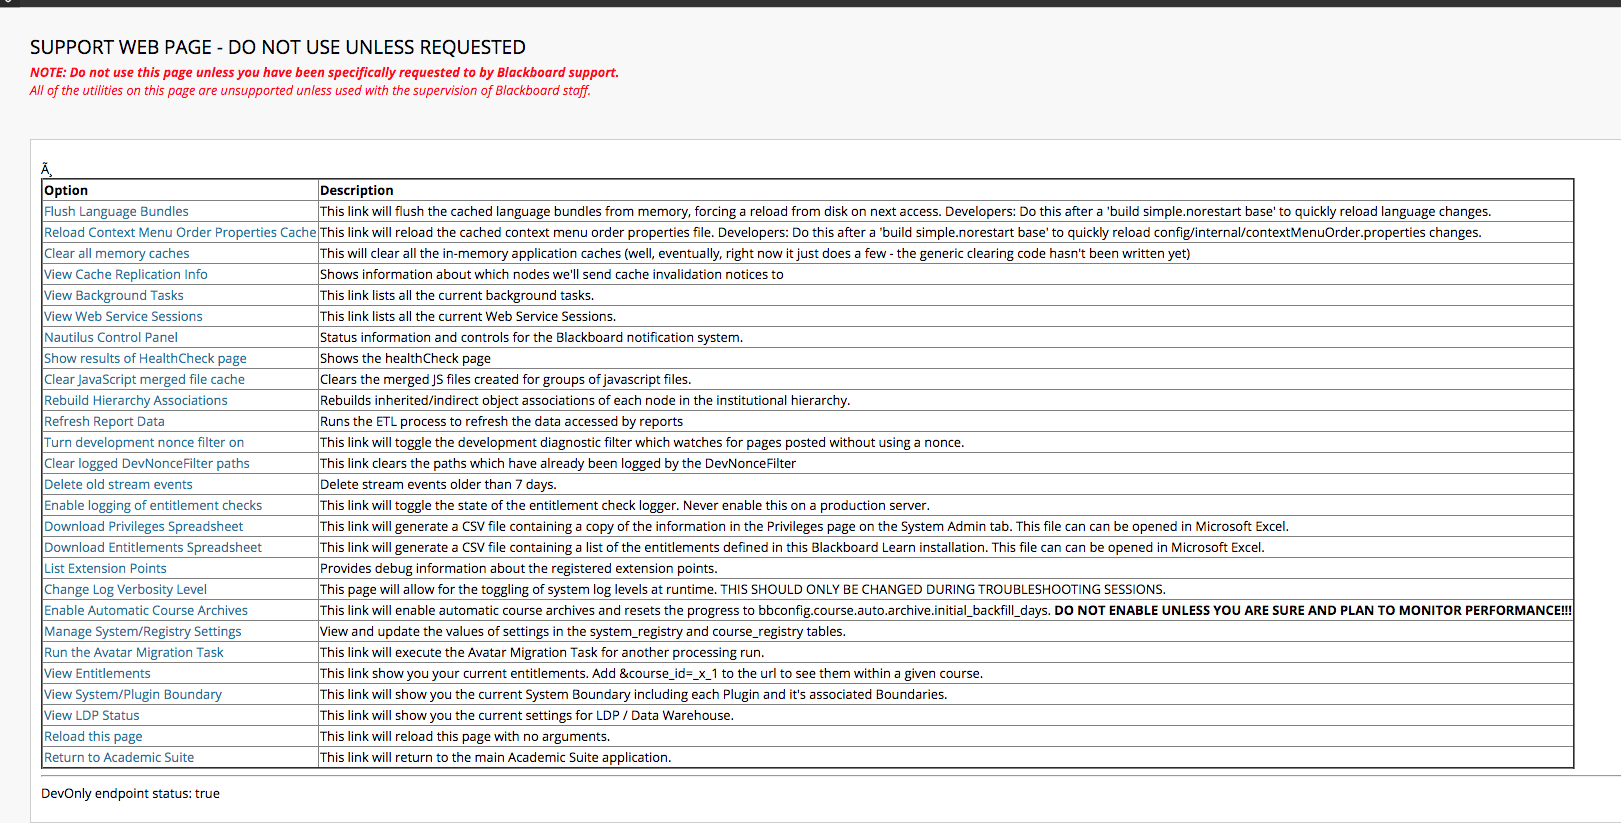 SUPPORT WEB PAGE - DO NOT USE UNLESS REQUESTED
NOTE: Do not use this page unless you have been specifically requested to by Blackboard support.
All of the utilities on this page are unsupported unless used with the supervision of Blackboard staff.
Ã¸
Option Description
Flush Language Bundles This link will flush the cached language bundles from memory, forcing a reload from disk on next access. Developers: Do this after a 'build simple.norestart base' to quickly reload language changes.
Reload Context Menu Order Properties Cache This link will reload the cached context menu order properties file. Developers: Do this after a 'build simple.norestart base' to quickly reload config/internal/contextMenuOrder.properties changes.
Clear all memory caches This will clear all the in-memory application caches (well, eventually, right now it just does a few - the generic clearing code hasn't been written yet)
View Cache Replication Info Shows information about which nodes we'll send cache invalidation notices to
View Background Tasks This link lists all the current background tasks.
View Web Service Sessions This link lists all the current Web Service Sessions.
Nautilus Control Panel Status information and controls for the Blackboard notification system.
Show results of HealthCheck page Shows the healthCheck page
Clear JavaScript merged file cache Clears the merged JS files created for groups of javascript files.
Rebuild Hierarchy Associations Rebuilds inherited/indirect object associations of each node in the institutional hierarchy.
Refresh Report Data Runs the ETL process to refresh the data accessed by reports
Turn development nonce filter on This link will toggle the development diagnostic filter which watches for pages posted without using a nonce.
Clear logged DevNonceFilter paths This link clears the paths which have already been logged by the DevNonceFilter
Delete old stream events Delete stream events older than 7 days.
Enable logging of entitlement checks This link will toggle the state of the entitlement check logger. Never enable this on a production server.
Download Privileges Spreadsheet This link will generate a CSV file containing a copy of the information in the Privileges page on the System Admin tab. This file can can be opened in Microsoft Excel.
Download Entitlements Spreadsheet This link will generate a CSV file containing a list of the entitlements defined in this Blackboard Learn installation. This file can can be opened in Microsoft Excel.
List Extension Points Provides debug information about the registered extension points.
Change Log Verbosity Level This page will allow for the toggling of system log levels at runtime. THIS SHOULD ONLY BE CHANGED DURING TROUBLESHOOTING SESSIONS.
Enable Automatic Course Archives This link will enable automatic course archives and resets the progress to bbconfig.course.auto.archive.initial_backfill_days. DO NOT ENABLE UNLESS YOU ARE SURE AND PLAN TO MONITOR PERFORMANCE!!!
Manage System/Registry Settings View and update the values of settings in the system_registry and course_registry tables.
Run the Avatar Migration Task This link will execute the Avatar Migration Task for another processing run.
View Entitlements This link show you your current entitlements. Add &course_id=_x_1 to the url to see them within a given course.
View System/Plugin Boundary This link will show you the current System Boundary including each Plugin and it's associated Boundaries.
View LDP Status This link will show you the current settings for LDP / Data Warehouse.
Reload this page This link will reload this page with no arguments.
Return to Academic Suite This link will return to the main Academic Suite application.
DevOnly endpoint status: true